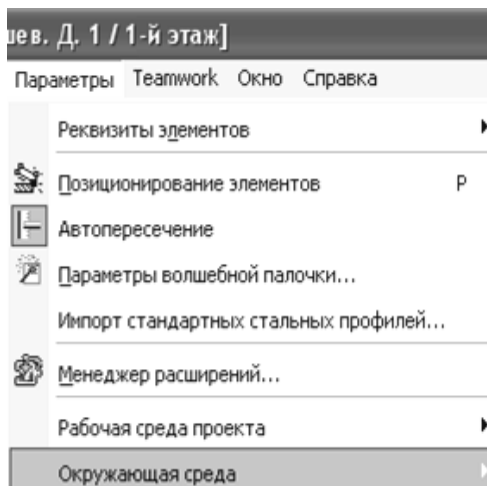 шев. Д. 1 / 1-й этаж]
Параметры Teamwork Окно Справка
Реквизиты элементов
Позиционирование элементов P
Автопересечение
Параметры волшебной палочки...
Импорт стандартных стальных профилей...
Менеджер расширений...
Рабочая среда проекта
Окружающая среда